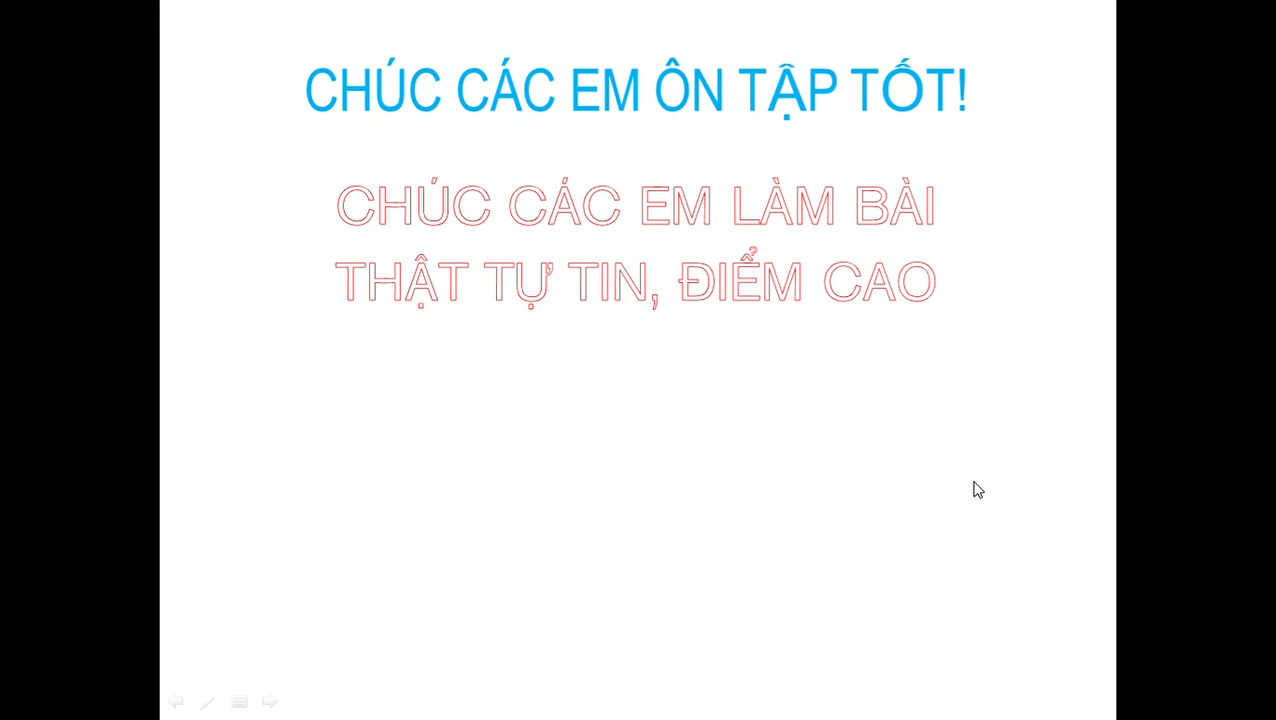 CHÚC CÁC EM ÔN TẬP TỐT!
CHÚC CÁC EM LÀM BÀI
THẬT TỰ TIN, ĐIỂM CAO